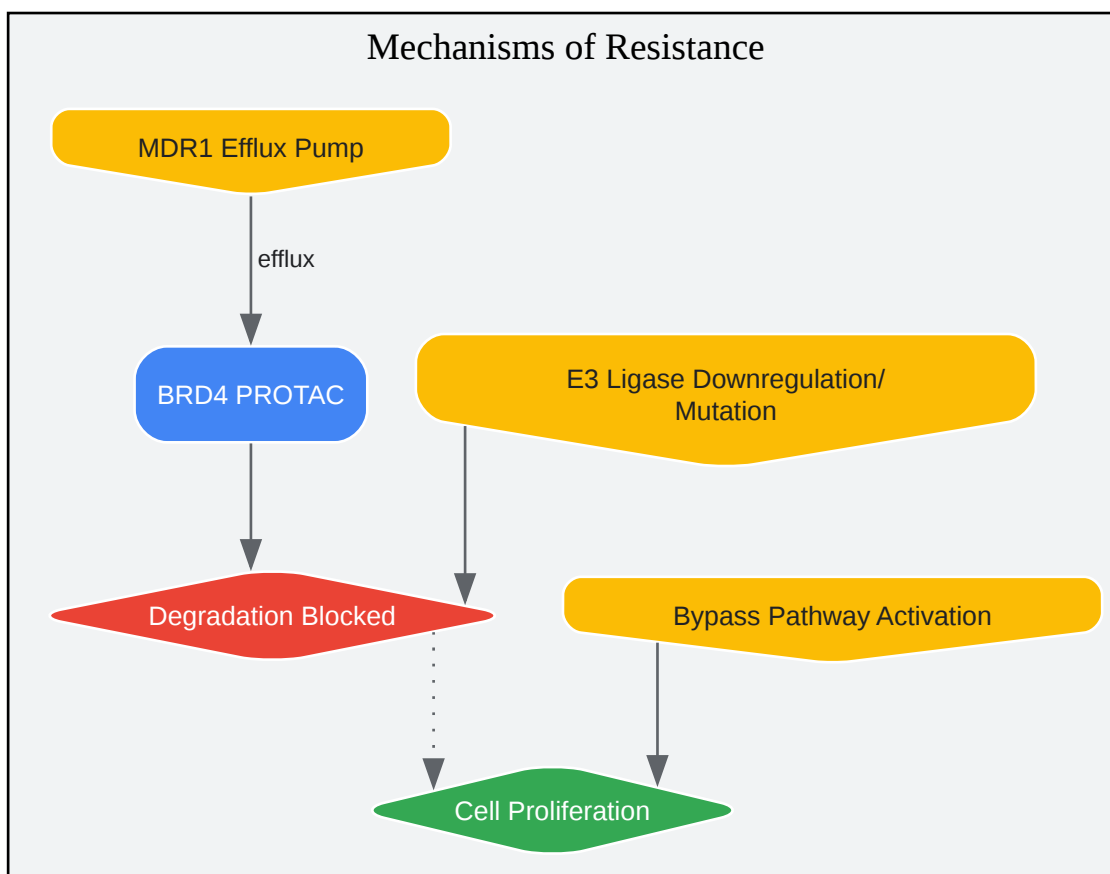 Mechanisms of Resistance
MDR1 Efflux Pump
efflux
BRD4 PROTAC
E3 Ligase Downregulation/
Mutation
Degradation Blocked
Bypass Pathway Activation
Cell Proliferation